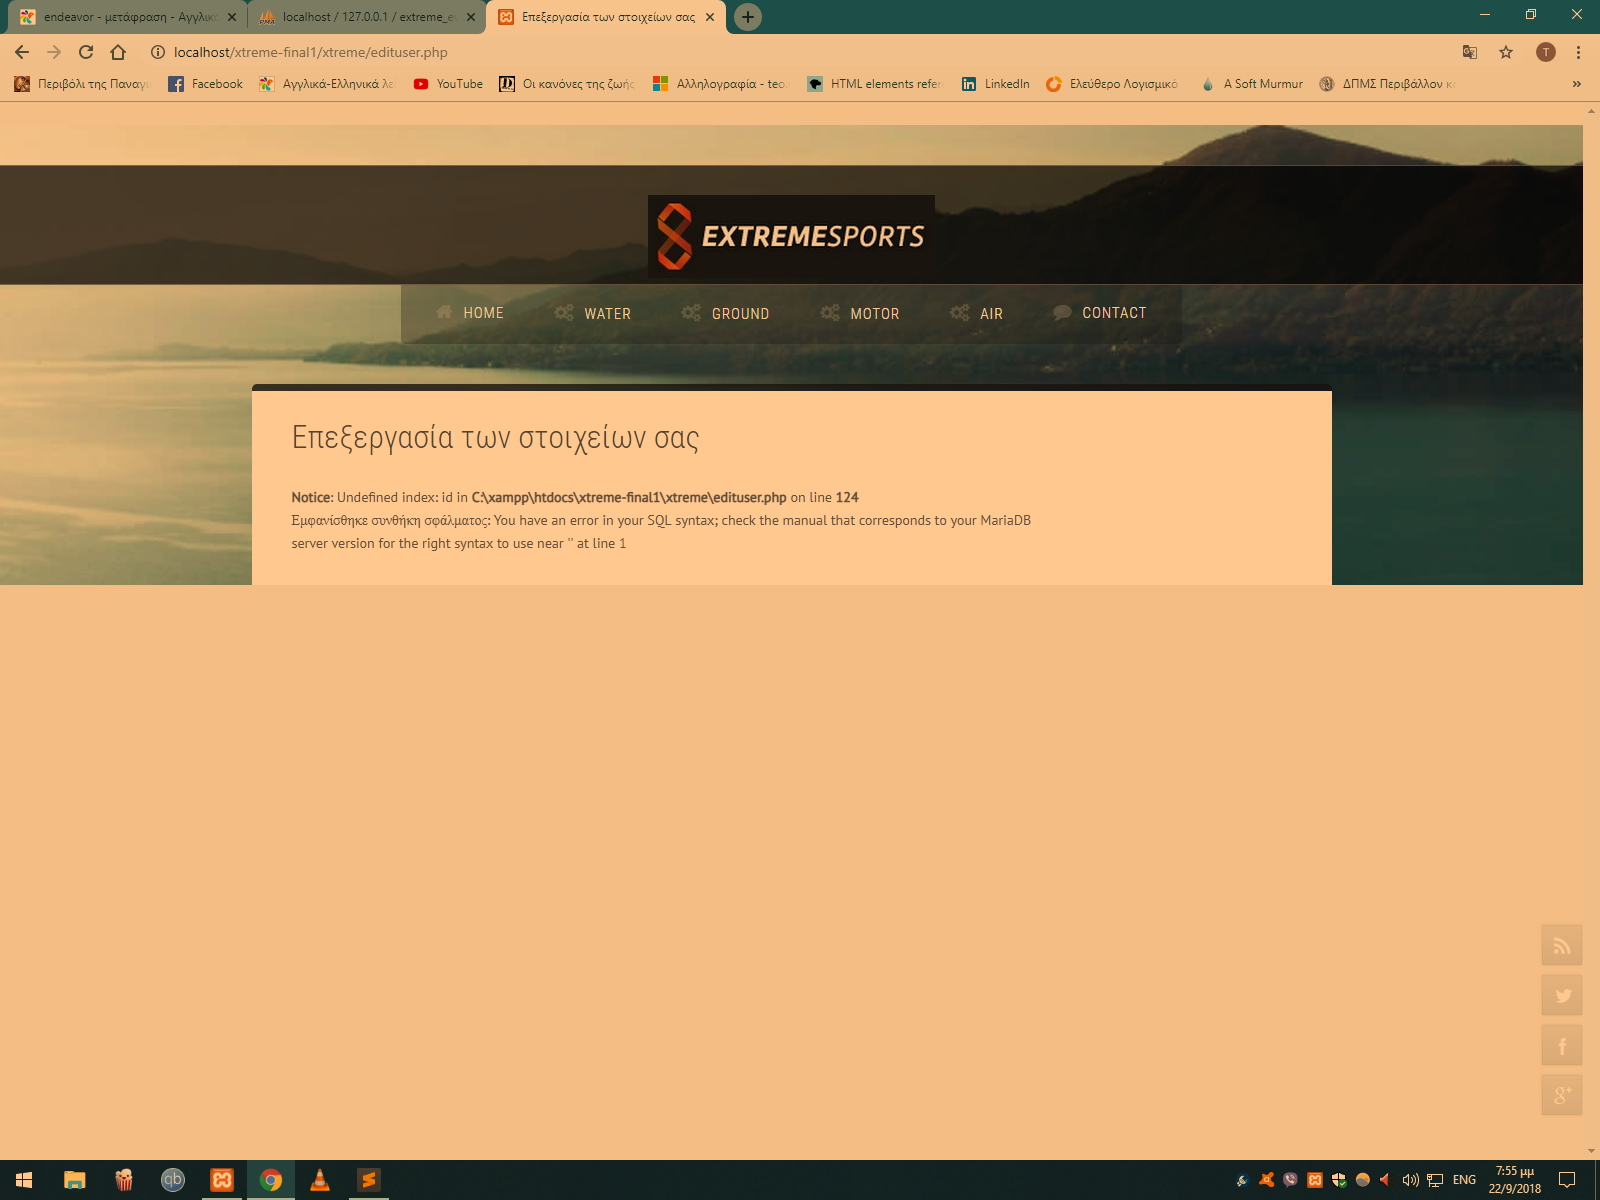 endeavor - μετάφραση - Αγγλικ
localhost / 127.0.0.1 / extreme_e
Επεξεργασία των στοιχείων σας
localhost/xtreme-final1/xtreme/edituser.php
T
Περιβόλι της Παναγι
Facebook
Αγγλικά-Ελληνικά λε
YouTube
Οι κανόνες της ζωής
Αλληλογραφία - teo.
HTML elements refer
LinkedIn
Ελεύθερο Λογισμικό
A Soft Murmur
ΔΠΜΣ Περιβάλλον κ
»
EXTREMESPORTS
HOME
WATER
GROUND
MOTOR
AIR
CONTACT
Επεξεργασία των στοιχείων σας
Notice: Undefined index: id in C:\xampp\htdocs\xtreme-final1\xtreme\edituser.php on line 124
Εμφανίσθηκε συνθήκη σφάλματος: You have an error in your SQL syntax; check the manual that corresponds to your MariaDB
server version for the right syntax to use near '' at line 1
qb
ENG
7:55 μμ
22/9/2018